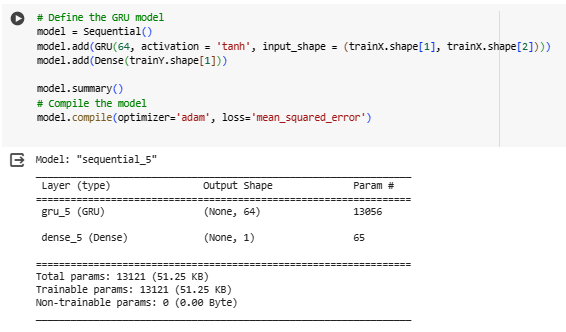 # Define the GRU model
model = Sequential()
model.add(GRU(64, activation = 'tanh', input_shape = (trainX.shape[1], trainX.shape[2])))
model.add(Dense(trainY.shape[1]))
model.summary()
# Compile the model
model.compile(optimizer='adam', loss='mean_squared_error')
Model: "sequential_5"
Layer (type) Output Shape Param #
gru_5 (GRU) (None, 64) 13056
dense_5 (Dense) (None, 1) 65
Total params: 13121 (51.25 KB)
Trainable params: 13121 (51.25 KB)
Non-trainable params: 0 (0.00 Byte)